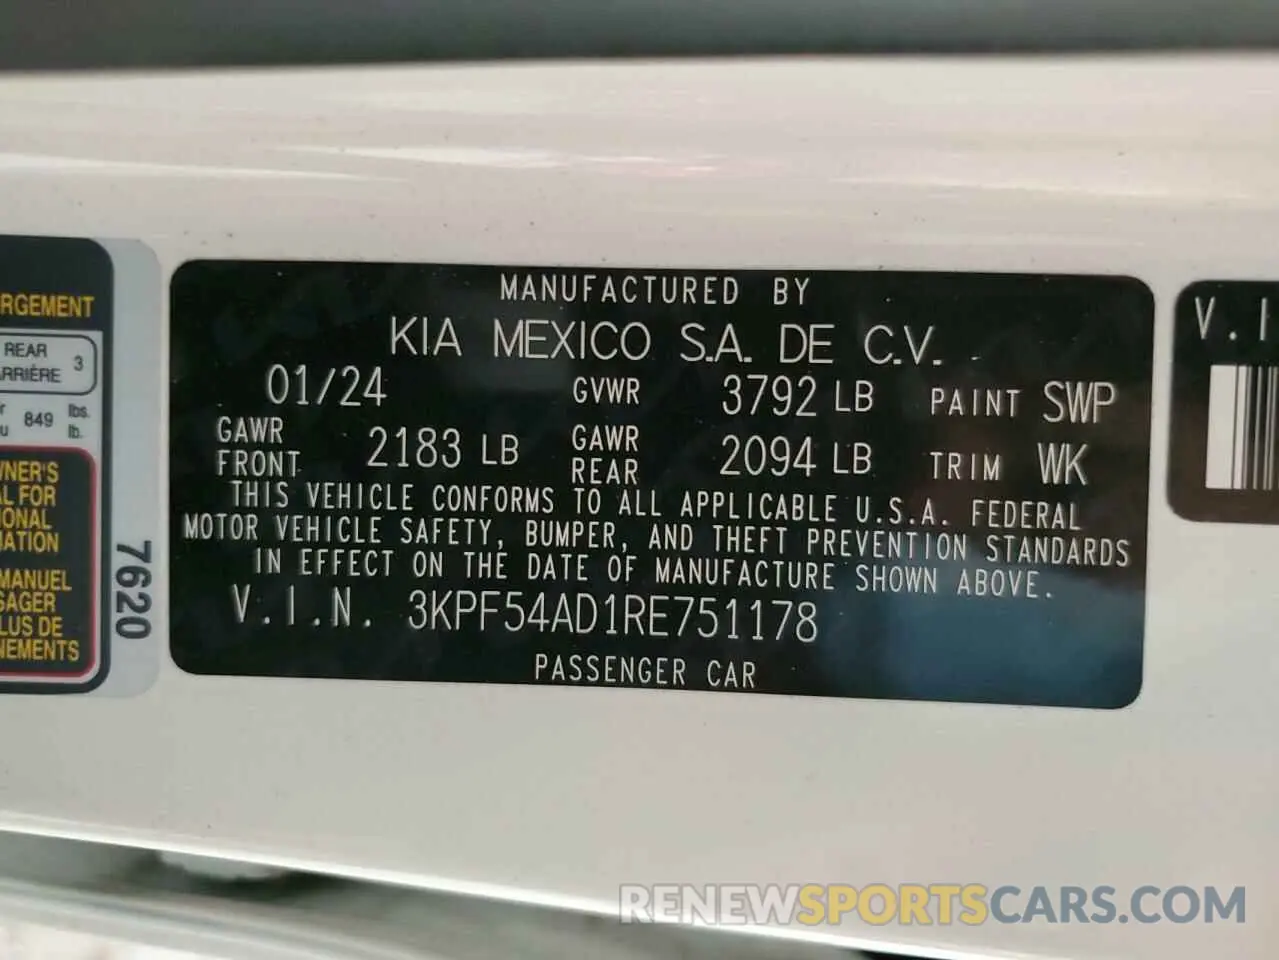 RGEMENT
REAR 3
ARRIÈRE
849 lbs.
lb.
WNER'S
L FOR
IONAL
MATION
MANUEL
SAGER
LUS DE
NEMENTS
7620
MANUFACTURED BY
KIA MEXICO S.A. DE C.V.
01/24 GVWR 3792 LB PAINT SWP
GAWR FRONT 2183 LB GAWR REAR 2094 LB TRIM WK
THIS VEHICLE CONFORMS TO ALL APPLICABLE U.S.A. FEDERAL
MOTOR VEHICLE SAFETY, BUMPER, AND THEFT PREVENTION STANDARDS
IN EFFECT ON THE DATE OF MANUFACTURE SHOWN ABOVE.
V.I.N. 3KPF54AD1RE751178
PASSENGER CAR
V.I
RENEWSPORTSCARS.COM